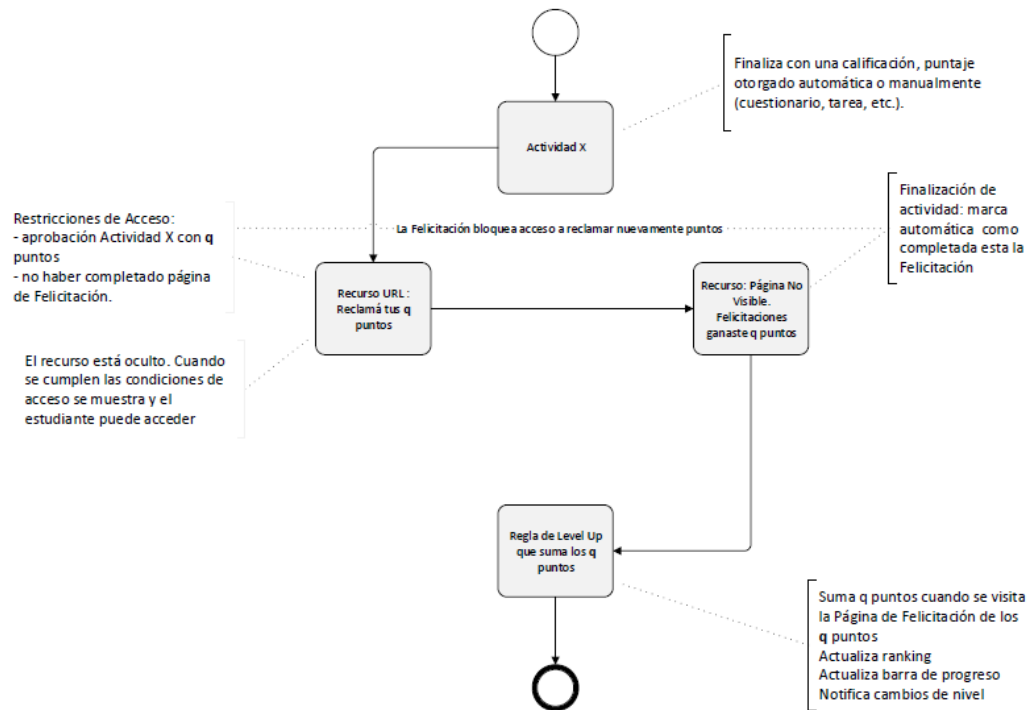 Finaliza con una calificación, puntaje
otorgado automática o manualmente
(cuestionario, tarea, etc.).
Actividad X
Finalización de
actividad: marca
automática como
completada esta la
Felicitación
Restricciones de Acceso:
- aprobación Actividad X con q
puntos
- no haber completado página
de Felicitación.
La Felicitación bloquea acceso a reclamar nuevamente puntos
Recurso URL :
Reclamá tus q
puntos
Recurso: Página No
Visible.
Felicitaciones
ganaste q puntos
El recurso está oculto. Cuando
se cumplen las condiciones de
acceso se muestra y el
estudiante puede acceder
Regla de Level Up
que suma los q
puntos
Suma q puntos cuando se visita
la Página de Felicitación de los
q puntos
Actualiza ranking
Actualiza barra de progreso
Notifica cambios de nivel